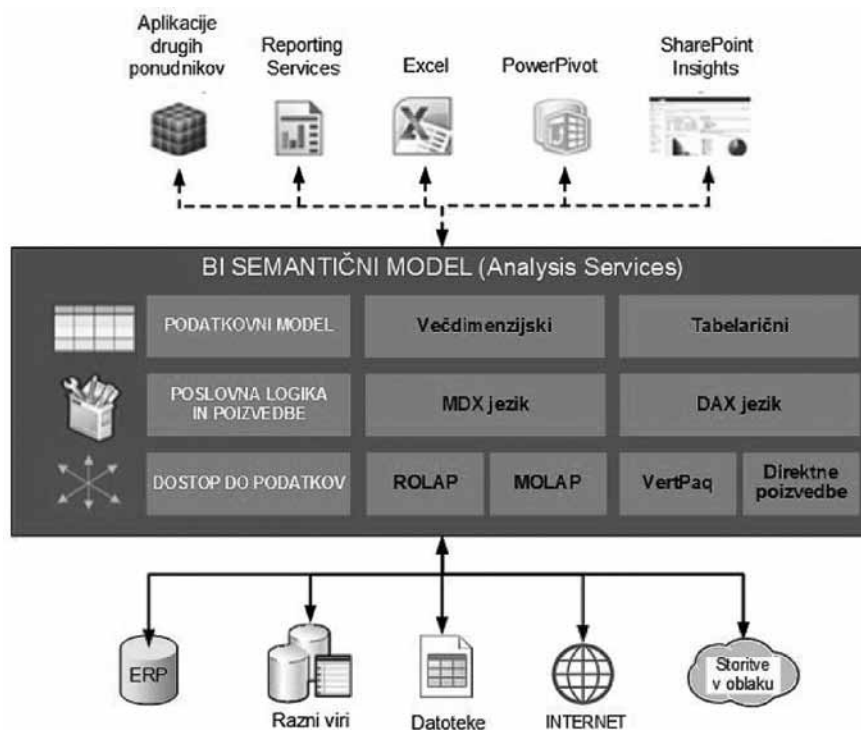 Aplikacije
drugih
ponudnikov
Reporting
Services
Excel
PowerPivot
SharePoint
Insights
BI SEMANTIČNI MODEL (Analysis Services)
PODATKOVNI MODEL
Večdimenzijski
Tabelarični
POSLOVNA LOGIKA
IN POIZVEDBE
MDX jezik
DAX jezik
DOSTOP DO PODATKOV
ROLAP
MOLAP
VertPaq
Direktne
poizvedbe
ERP
Razni viri
Datoteke
INTERNET
Storitve
v oblaku